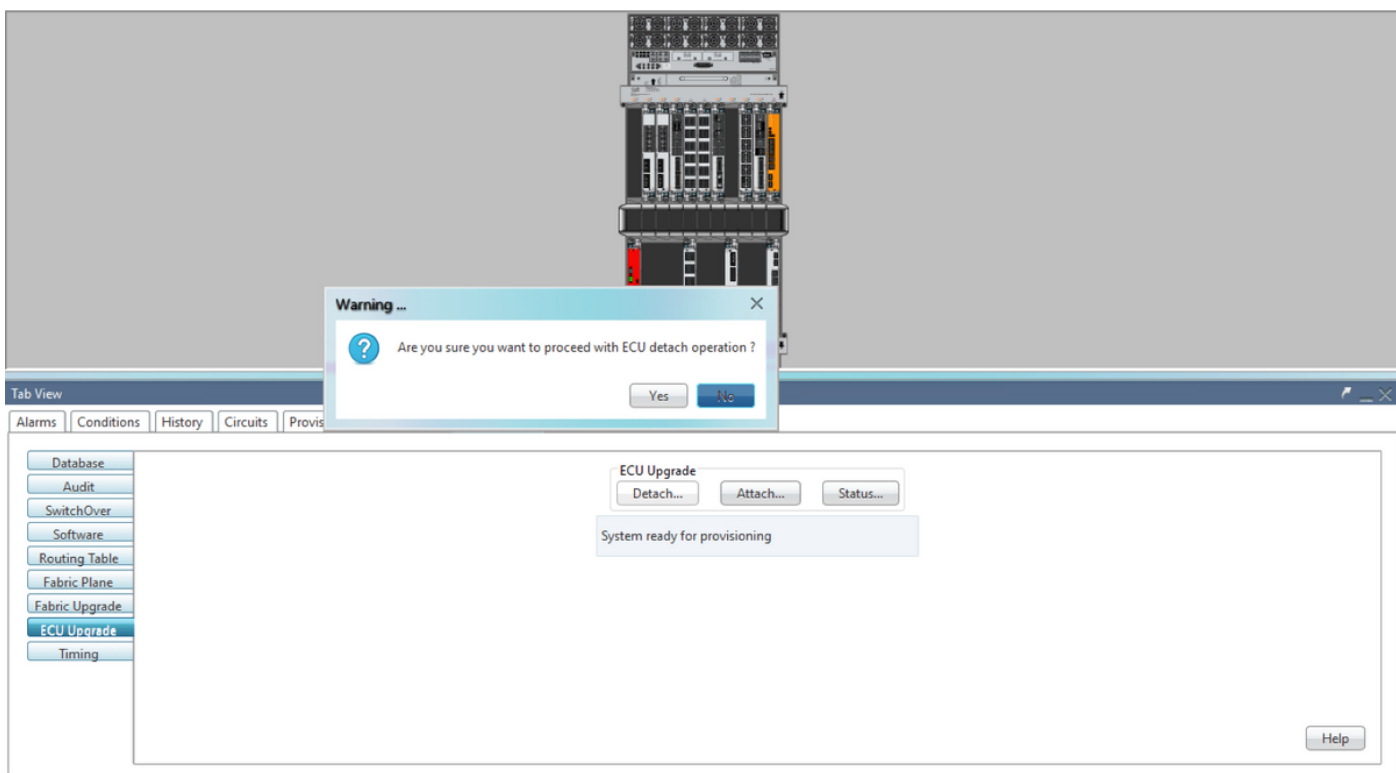 Warning ...
Are you sure you want to proceed with ECU detach operation ?
Yes No
Tab View
Alarms Conditions History Circuits Provis
Database
Audit
SwitchOver
Software
Routing Table
Fabric Plane
Fabric Upgrade
ECU Upgrade
Timing
ECU Upgrade
Detach... Attach... Status...
System ready for provisioning
Help